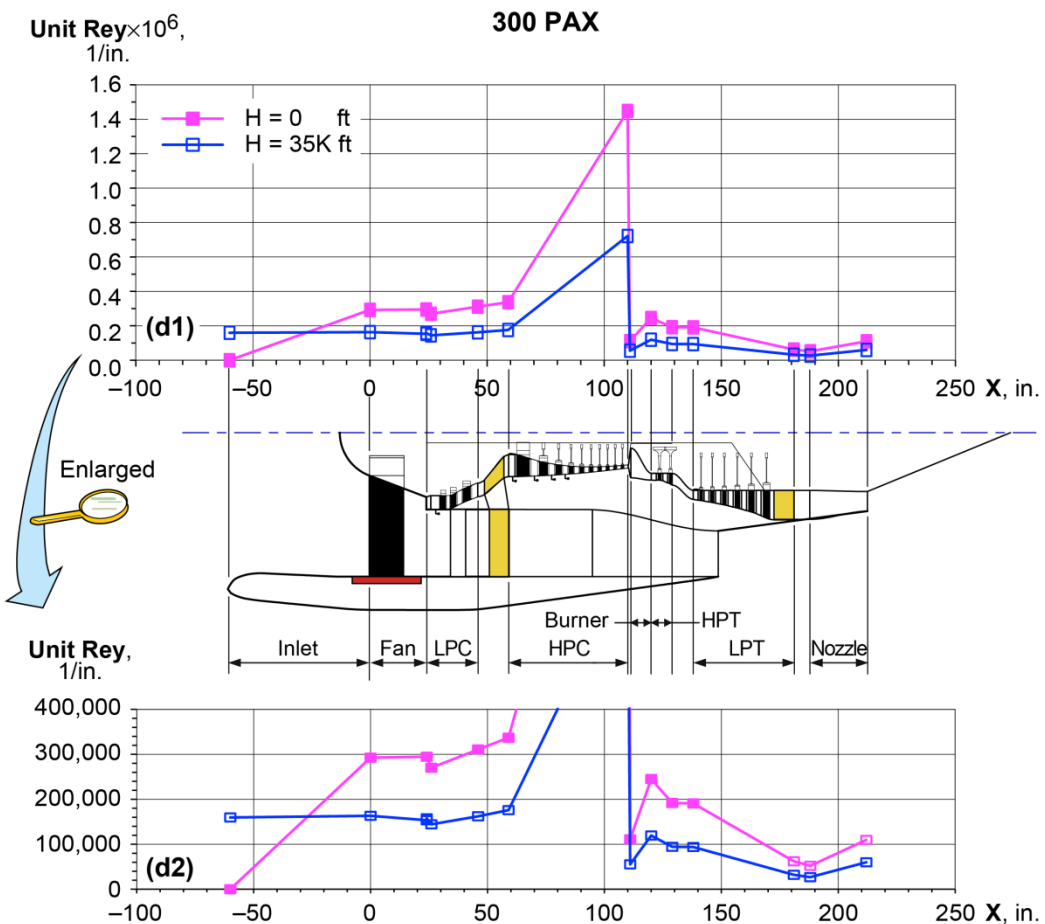 300 PAX
Unit Rey×10⁶,
1/in.
1.6
1.4
1.2
1.0
0.8
0.6
0.4
0.2
0.0
H = 0 ft
H = 35K ft
(d1)
−100 −50 0 50 100 150 200 250 X, in.
Enlarged
Burner HPT
Inlet Fan LPC HPC LPT Nozzle
Unit Rey,
1/in.
400,000
300,000
200,000
100,000
0
(d2)
−100 −50 0 50 100 150 200 250 X, in.